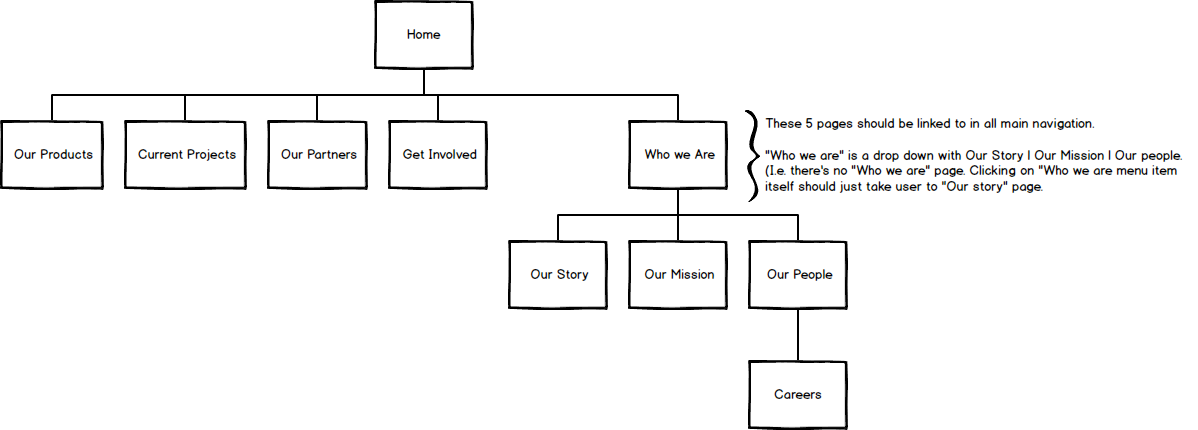 Home
Our Products
Current Projects
Our Partners
Get Involved
Who we Are
These 5 pages should be linked to in all main navigation.
"Who we are" is a drop down with Our Story | Our Mission | Our people.
(I.e. there's no "Who we are" page. Clicking on "Who we are menu item
itself should just take user to "Our story" page.
Our Story
Our Mission
Our People
Careers